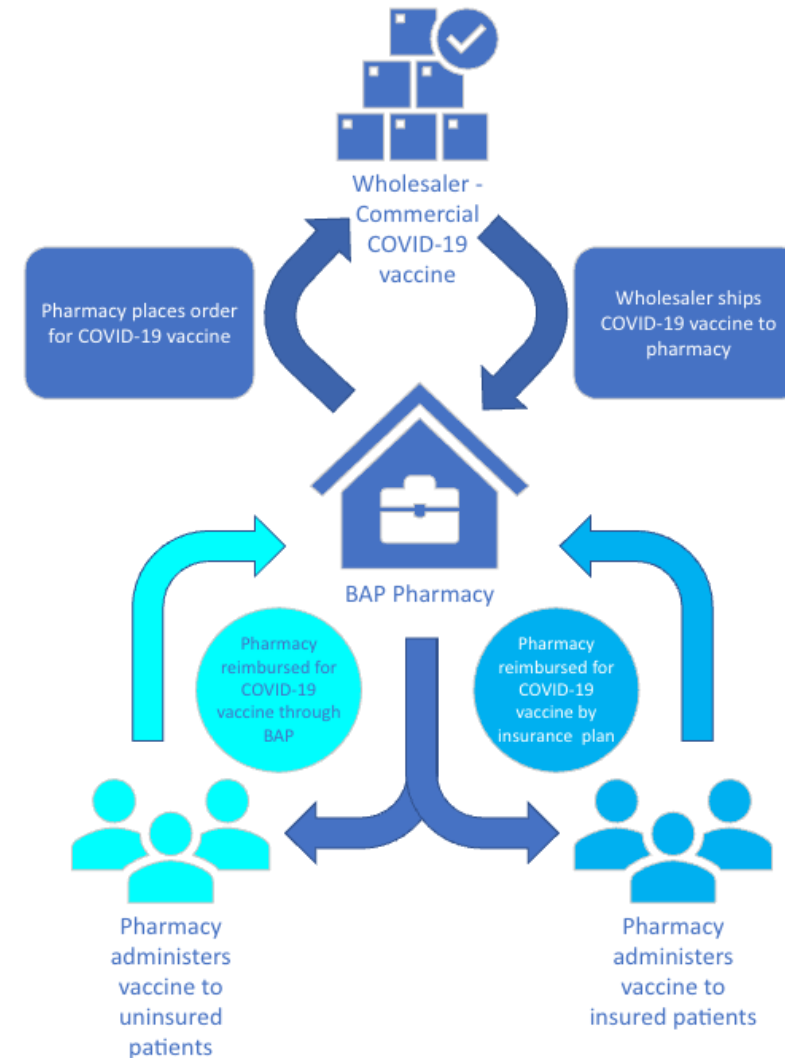 Wholesaler -
Commercial
COVID-19
vaccine
Pharmacy places order
for COVID-19 vaccine
Wholesaler ships
COVID-19 vaccine to
pharmacy
BAP Pharmacy
Pharmacy
reimbursed for
COVID-19
vaccine through
BAP
Pharmacy
reimbursed for
COVID-19
vaccine by
insurance plan
Pharmacy
administers
vaccine to
uninsured
patients
Pharmacy
administers
vaccine to
insured patients